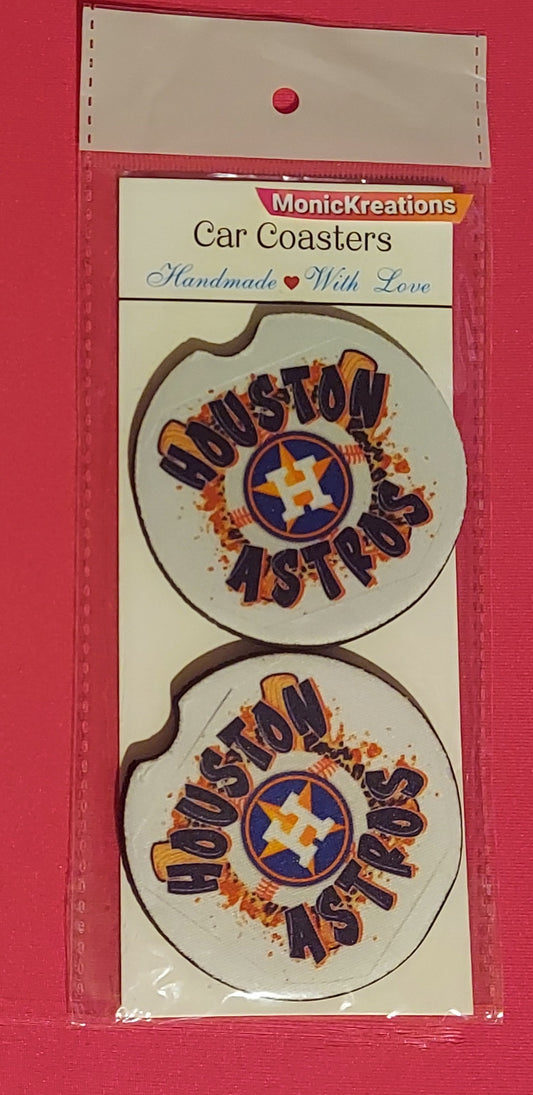 MonicKreations
Car Coasters
Handmade With Love
HOUSTON
H
ASTROS
HOUSTON
H
ASTROS